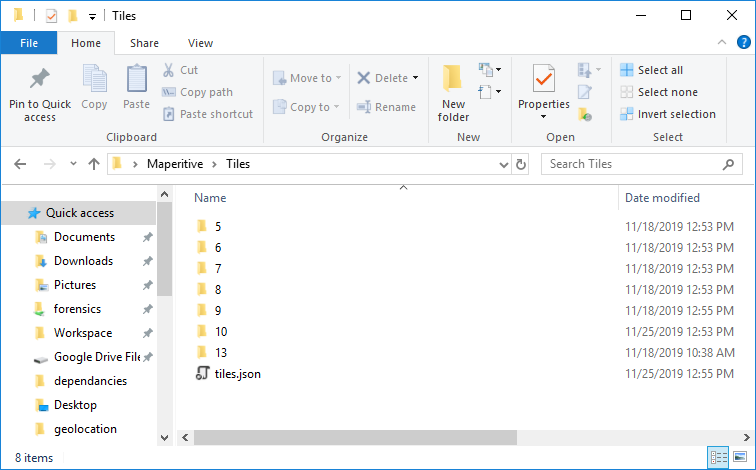 Tiles
File Home Share View
Pin to Quick access
Copy
Paste
Cut
Copy path
Paste shortcut
Clipboard
Move to
Copy to
Delete
Rename
Organize
New folder
New
Properties
Open
Select all
Select none
Invert selection
Select
Maperitive Tiles
Search Tiles
Quick access
Documents
Downloads
Pictures
forensics
Workspace
Google Drive File
dependancies
Desktop
geolocation
Name Date modified
5 11/18/2019 12:53 PM
6 11/18/2019 12:53 PM
7 11/18/2019 12:53 PM
8 11/18/2019 12:53 PM
9 11/18/2019 12:55 PM
10 11/25/2019 12:53 PM
13 11/18/2019 10:38 AM
tiles.json 11/25/2019 12:55 PM
8 items